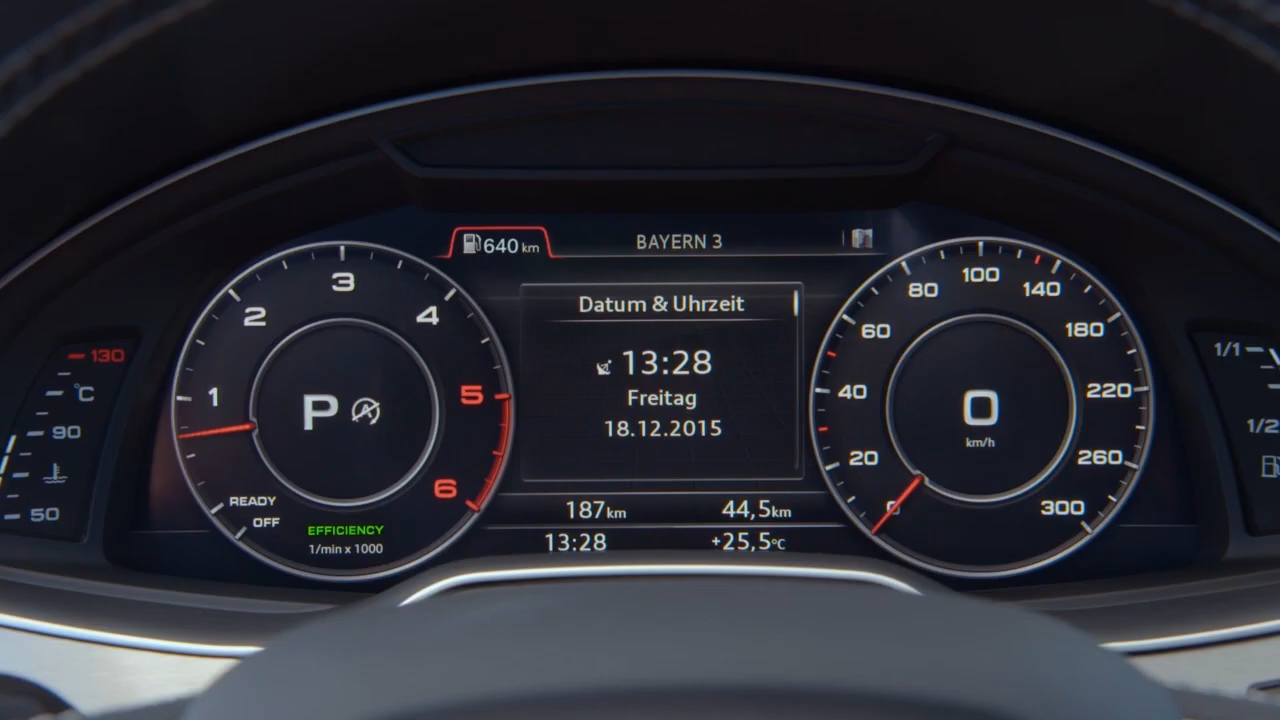 640 km
BAYERN 3
Datum & Uhrzeit
13:28
Freitag
18.12.2015
187km
44,5km
13:28
+25,5°C
130
°C
90
50
1
2
3
4
5
6
P
A
READY
OFF
EFFICIENCY
1/min x 1000
0
20
40
60
80
100
140
180
220
260
300
0
km/h
1/1
1/2